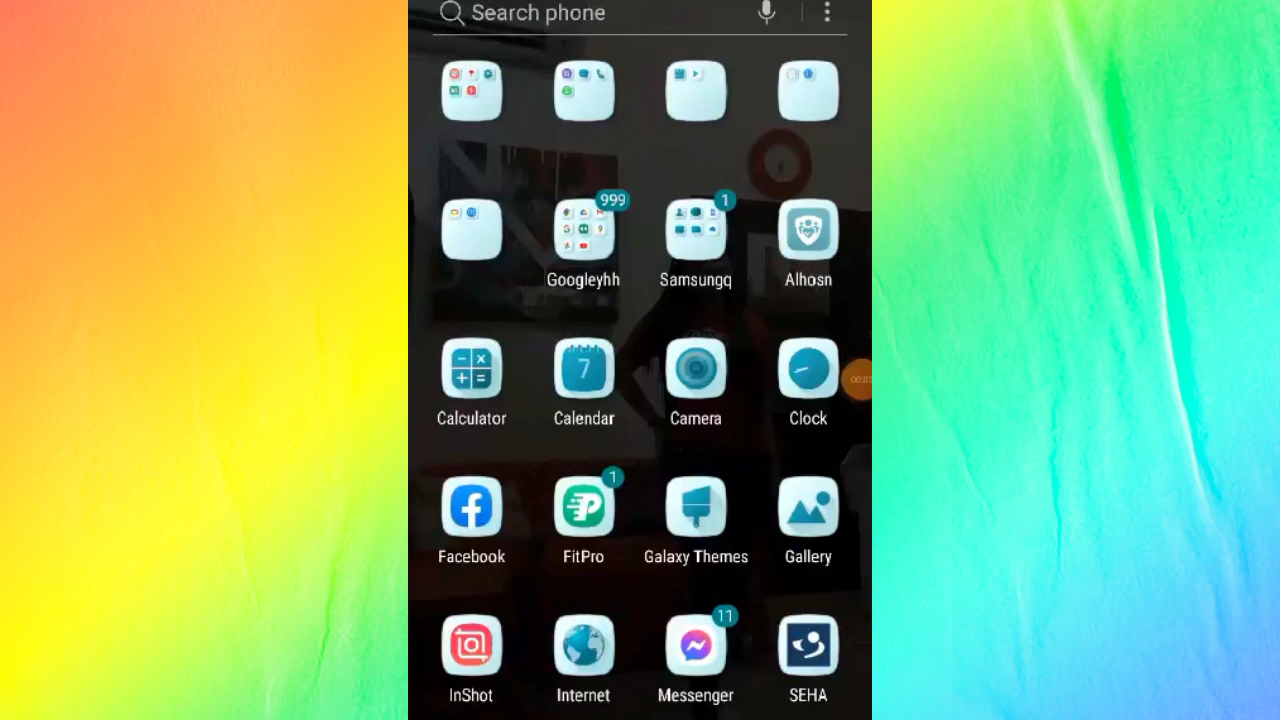 Search phone
999
1
Googleyhh
Samsungq
Alhosn
7
Calculator
Calendar
Camera
Clock
1
Facebook
FitPro
Galaxy Themes
Gallery
11
InShot
Internet
Messenger
SEHA